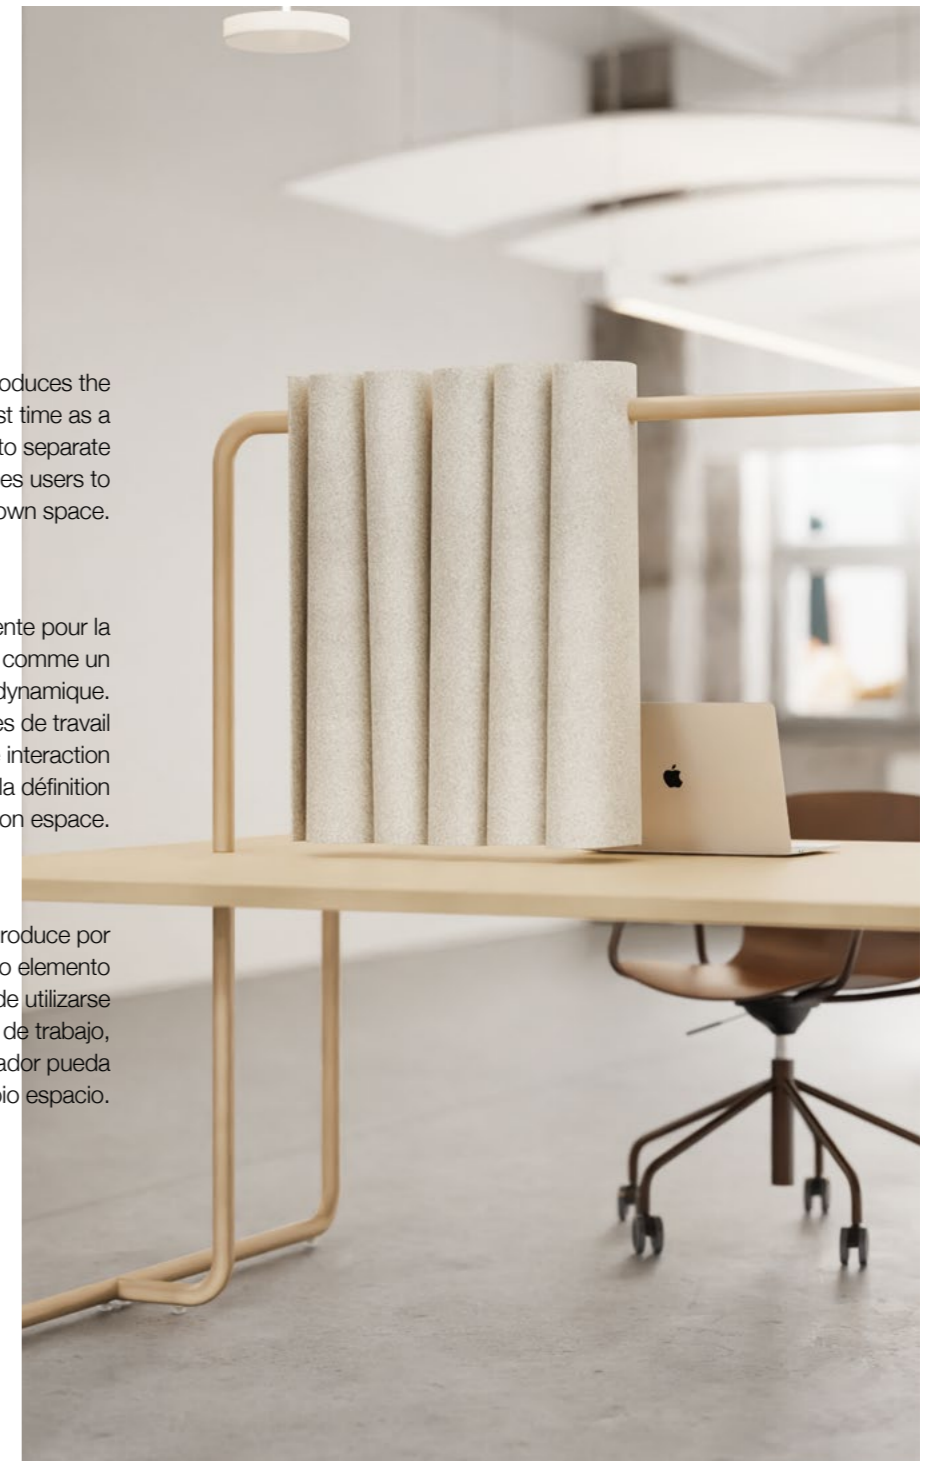 oduces the
st time as a
to separate
es users to
own space.
ente pour la
comme un
dynamique.
es de travail
interaction
la définition
on espace.
roduce por
o elemento
de utilizarse
de trabajo,
ador pueda
io espacio.